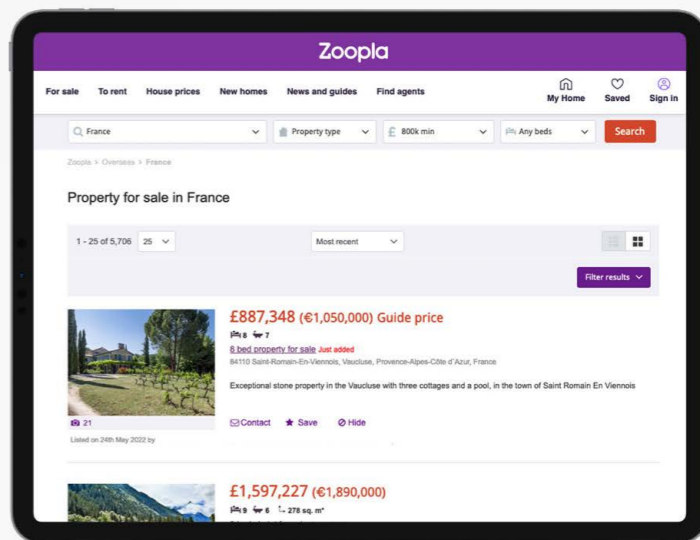 Zoopla
For sale To rent House prices New homes News and guides Find agents My Home Saved Sign in
France Property type £ 800k min Any beds Search
Zoopla > Overseas > France
Property for sale in France
1 - 25 of 5,706 25 Most recent
Filter results
£887,348 (€1,050,000) Guide price
8 7
8 bed property for sale Just added
84110 Saint-Romain-En-Viennois, Vaucluse, Provence-Alpes-Côte d`Azur, France
Exceptional stone property in the Vaucluse with three cottages and a pool, in the town of Saint Romain En Viennois
21 Contact Save Hide
Listed on 24th May 2022 by
£1,597,227 (€1,890,000)
9 6 278 sq. m*